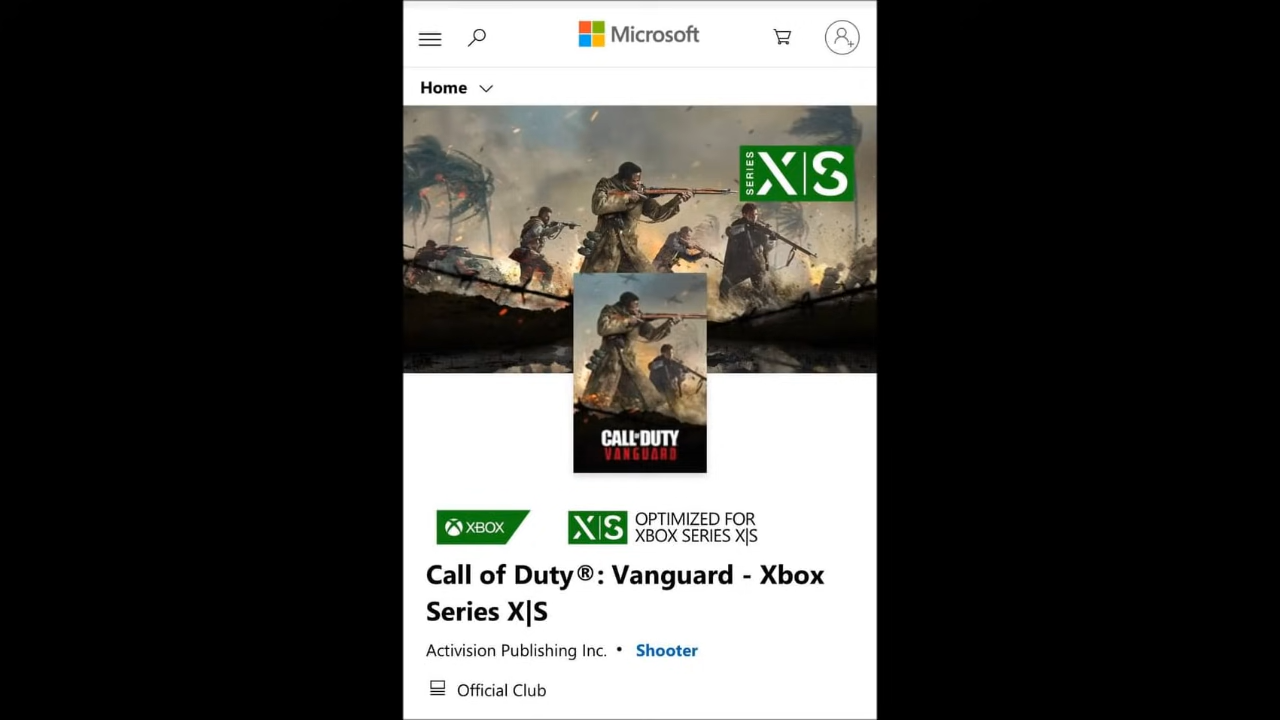 Microsoft
Home
SERIES X|S
CALL OF DUTY
VANGUARD
XBOX
X|S OPTIMIZED FOR
XBOX SERIES X|S
Call of Duty®: Vanguard - Xbox
Series X|S
Activision Publishing Inc. • Shooter
Official Club